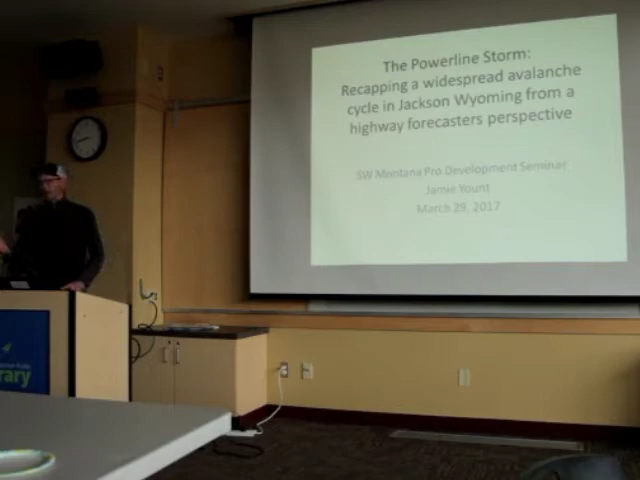 The Powerline Storm:
Recapping a widespread avalanche
cycle in Jackson Wyoming from a
highway forecasters perspective
SW Montana Pro Development Seminar
Jamie Yount
March 29, 2017